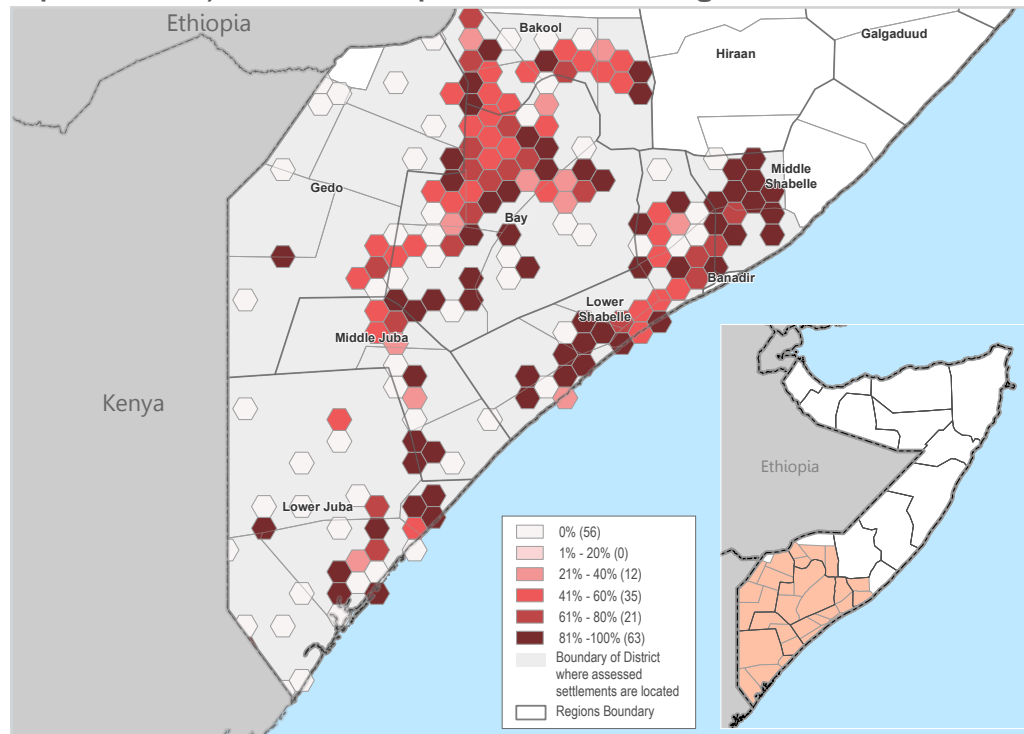 Ethiopia
Bakool
Hiraan
Galgaduud
Gedo
Middle
Shabelle
Bay
Banadir
Lower
Shabelle
Middle Juba
Kenya
Lower Juba
Ethiopia
0% (56)
1% - 20% (0)
21% - 40% (12)
41% - 60% (35)
61% - 80% (21)
81% -100% (63)
Boundary of District
where assessed
settlements are located
Regions Boundary